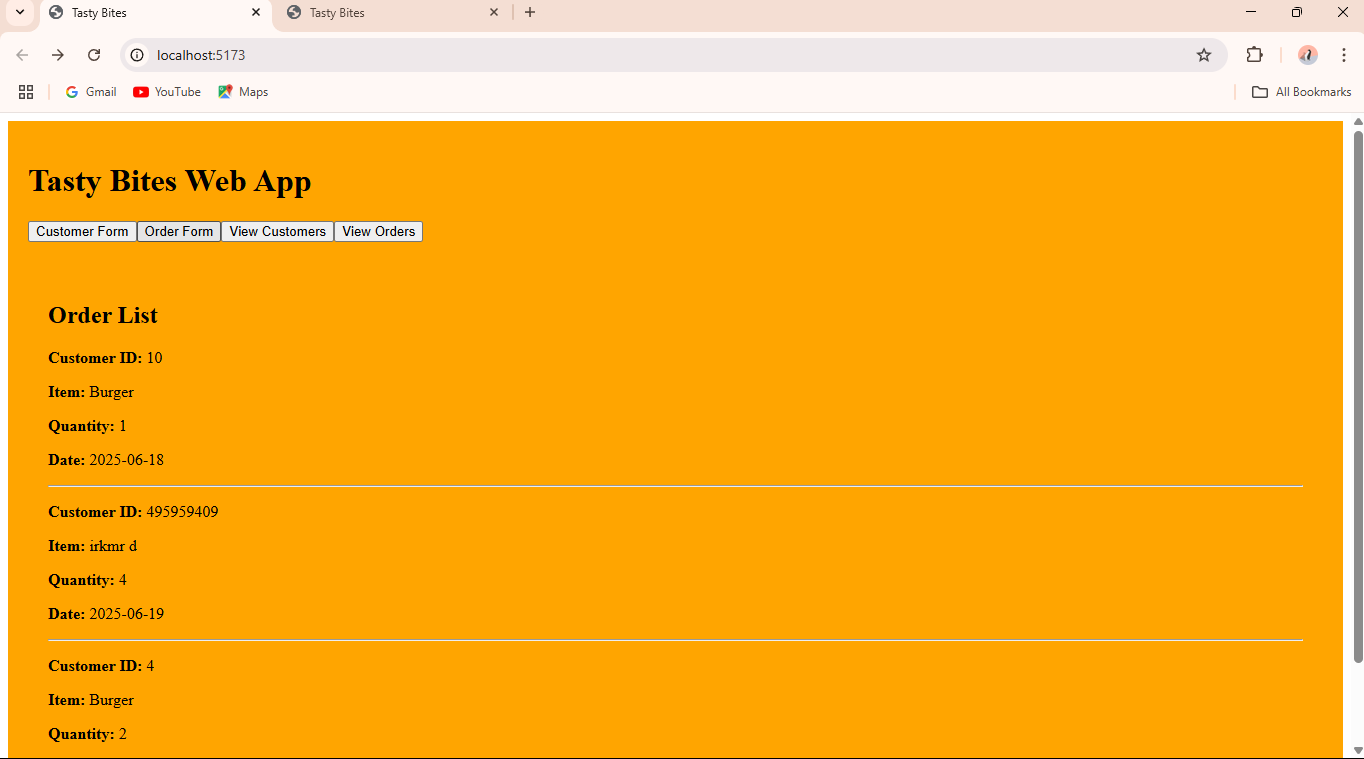 Tasty Bites
Tasty Bites
localhost:5173
Gmail
YouTube
Maps
All Bookmarks
Tasty Bites Web App
Customer Form
Order Form
View Customers
View Orders
Order List
Customer ID: 10
Item: Burger
Quantity: 1
Date: 2025-06-18
Customer ID: 495959409
Item: irkmr d
Quantity: 4
Date: 2025-06-19
Customer ID: 4
Item: Burger
Quantity: 2